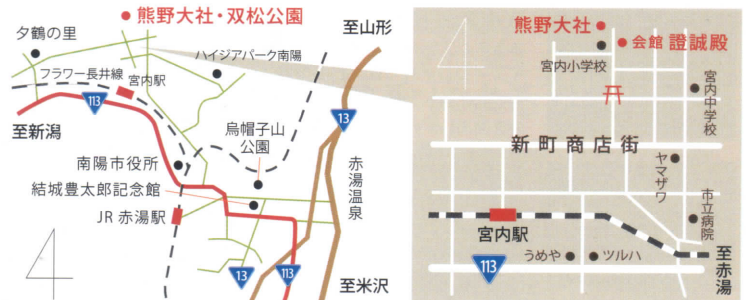 熊野大社・双松公園
夕鶴の里
至山形
ハイジアパーク南陽
フラワー長井線
宮内駅
113
13
至新潟
烏帽子山
公園
南陽市役所
赤湯温泉
結城豊太郎記念館
JR 赤湯駅
13
113
至米沢
熊野大社
会館 證誠殿
宮内小学校
宮内中学校
新町商店街
ヤマザワ
市立病院
宮内駅
至赤湯
うめや
ツルハ
113